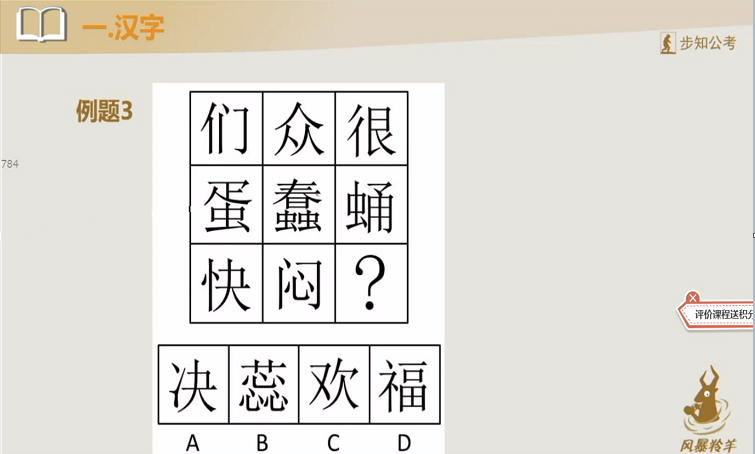 一.汉字
步知公考
例题3
784
们 众 很
蛋 蠢 蛹
快 闷 ?
评价课程送积分
决 蕊 欢 福
A B C D
风暴羚羊